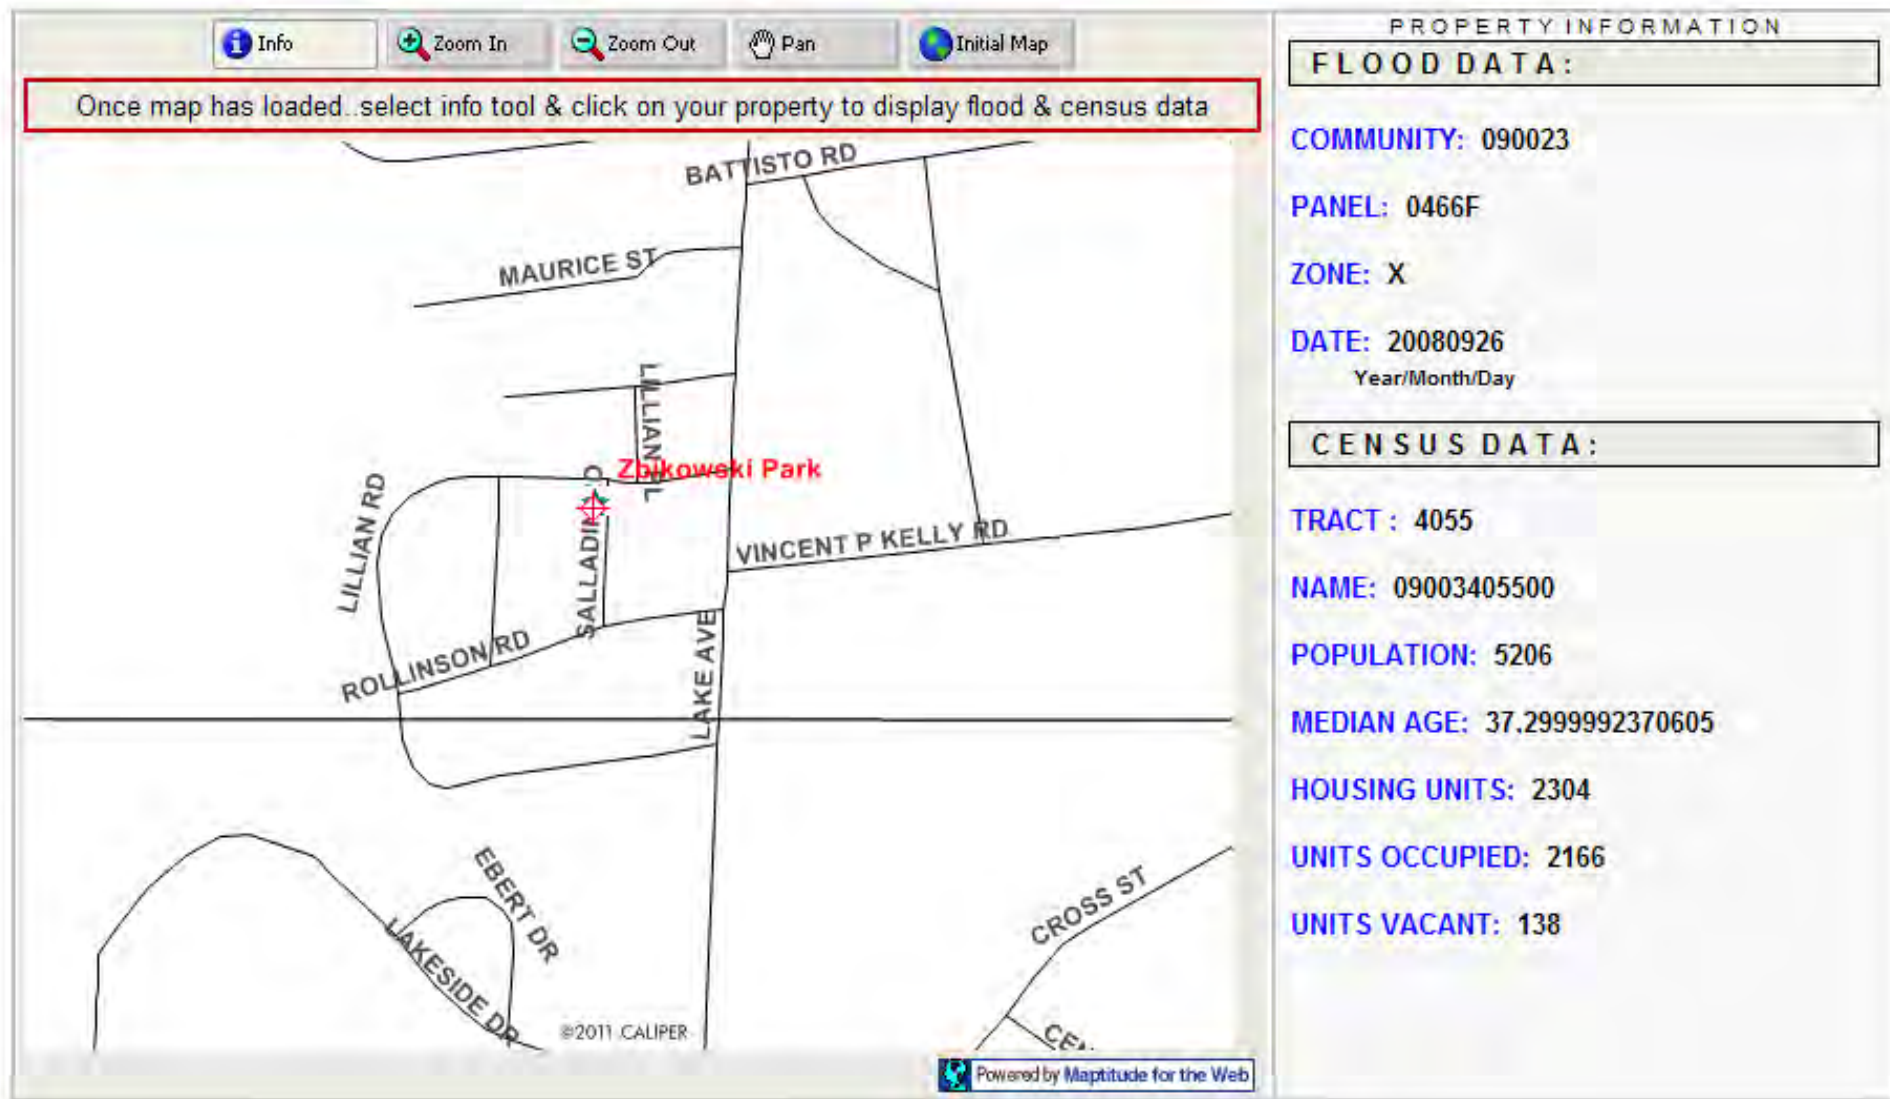 Info
Zoom In
Zoom Out
Pan
Initial Map
Once map has loaded..select info tool & click on your property to display flood & census data
BATTISTO RD
MAURICE ST
LILLIAN PL
Zbikowski Park
LILLIAN RD
SALLADIN
VINCENT P KELLY RD
ROLLINSON RD
LAKE AVE
EBERT DR
LAKESIDE DR
CROSS ST
©2011 CALIPER
Powered by Maptitude for the Web
PROPERTY INFORMATION
FLOOD DATA:
COMMUNITY: 090023
PANEL: 0466F
ZONE: X
DATE: 20080926
Year/Month/Day
CENSUS DATA:
TRACT : 4055
NAME: 09003405500
POPULATION: 5206
MEDIAN AGE: 37.2999992370605
HOUSING UNITS: 2304
UNITS OCCUPIED: 2166
UNITS VACANT: 138